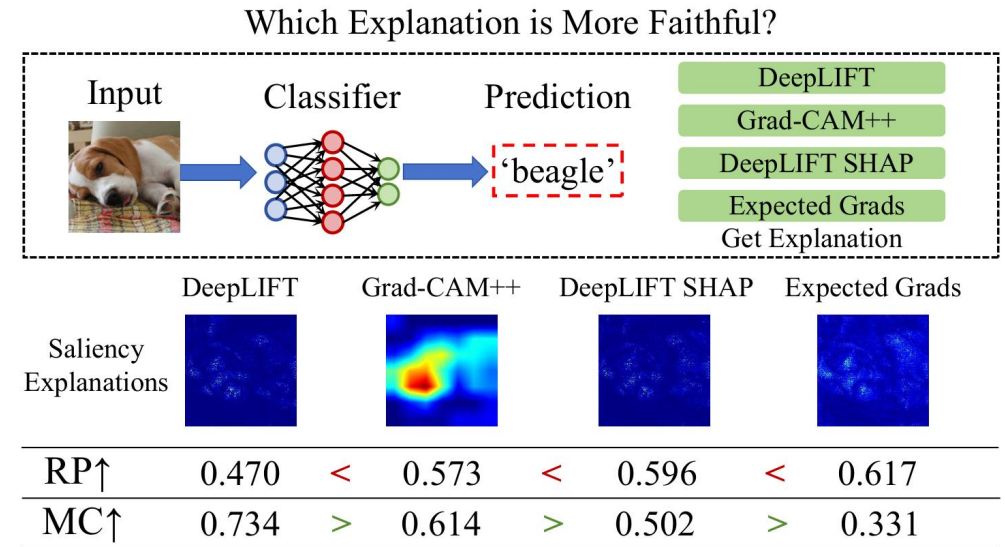 Which Explanation is More Faithful?
Input
Classifier
Prediction
'beagle'
DeepLIFT
Grad-CAM++
DeepLIFT SHAP
Expected Grads
Get Explanation
DeepLIFT Grad-CAM++ DeepLIFT SHAP Expected Grads
Saliency
Explanations
RP↑ 0.470 < 0.573 < 0.596 < 0.617
MC↑ 0.734 > 0.614 > 0.502 > 0.331